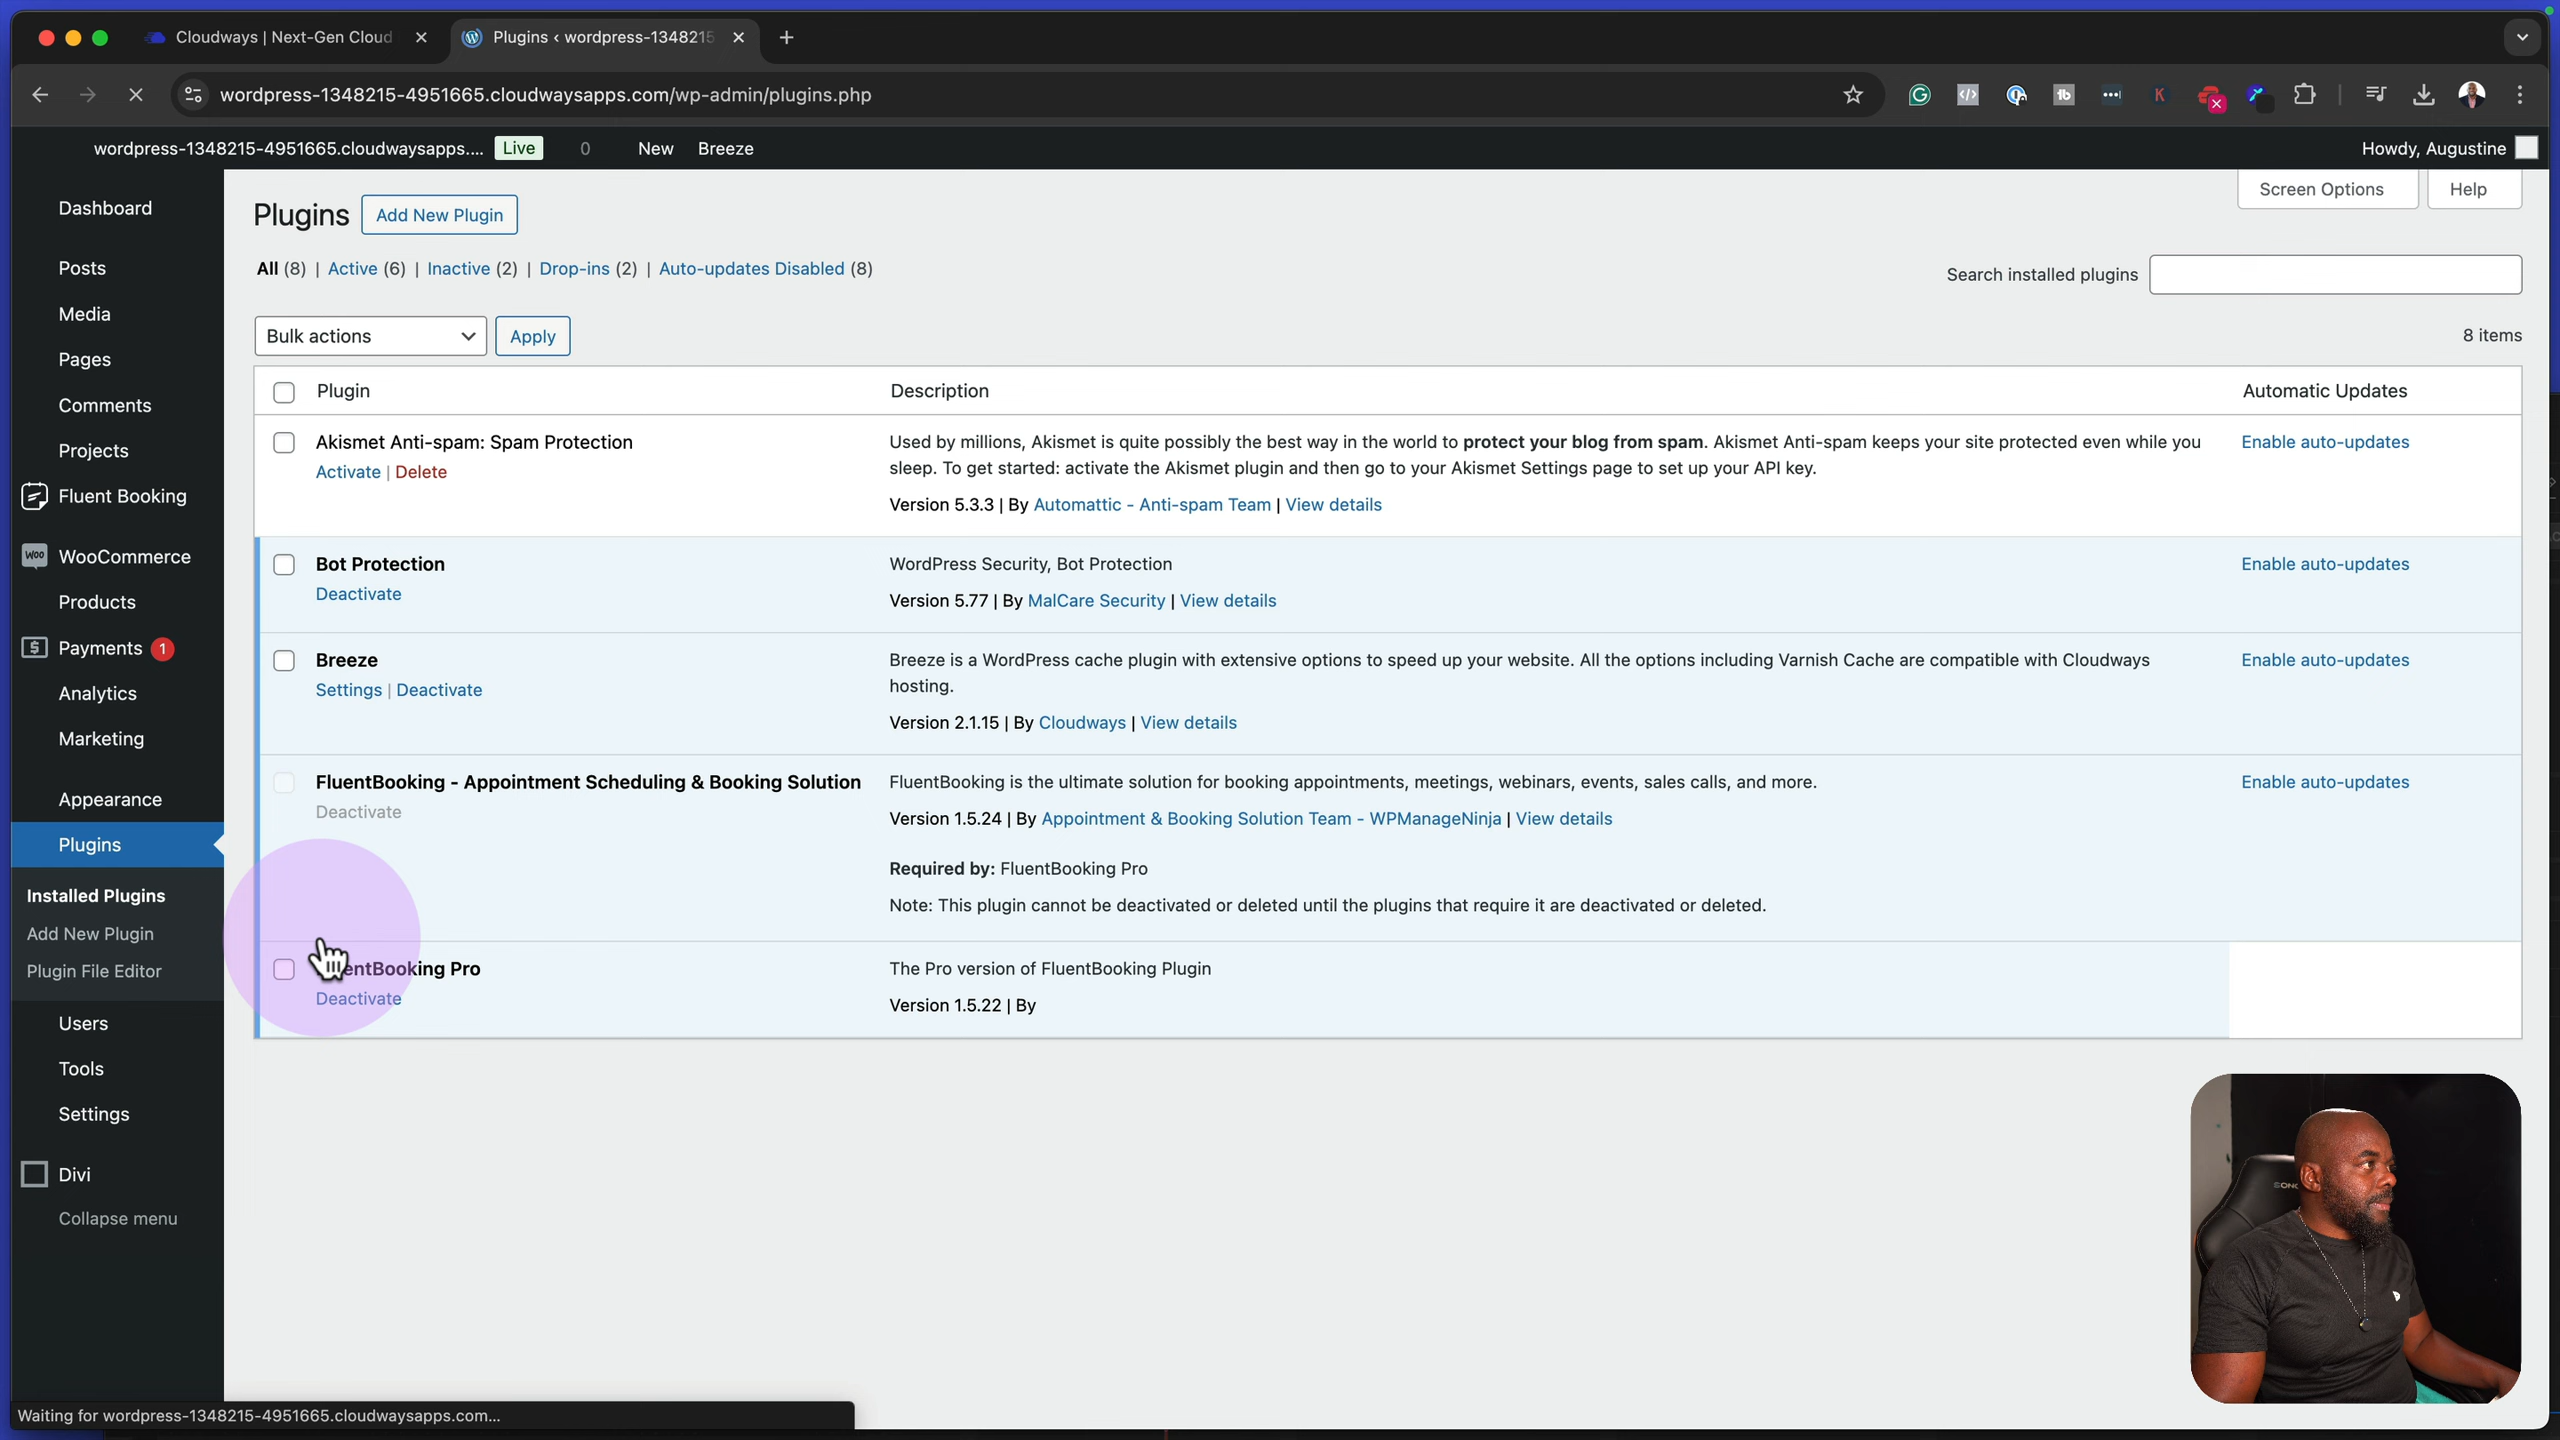 Cloudways | Next-Gen Cloud
Plugins < wordpress-1348215
wordpress-1348215-4951665.cloudwaysapps.com/wp-admin/plugins.php
wordpress-1348215-4951665.cloudwaysapps.... Live 0 New Breeze Howdy, Augustine
Screen Options Help
Dashboard
Posts
Media
Pages
Comments
Projects
Fluent Booking
Woo WooCommerce
Products
Payments 1
Analytics
Marketing
Appearance
Plugins
Installed Plugins
Add New Plugin
Plugin File Editor
Users
Tools
Settings
Divi
Collapse menu
Plugins Add New Plugin
All (8) | Active (6) | Inactive (2) | Drop-ins (2) | Auto-updates Disabled (8)
Search installed plugins
Bulk actions Apply
8 items
Plugin Description Automatic Updates
Akismet Anti-spam: Spam Protection
Activate | Delete
Used by millions, Akismet is quite possibly the best way in the world to protect your blog from spam. Akismet Anti-spam keeps your site protected even while you
sleep. To get started: activate the Akismet plugin and then go to your Akismet Settings page to set up your API key.
Version 5.3.3 | By Automattic - Anti-spam Team | View details
Enable auto-updates
Bot Protection
Deactivate
WordPress Security, Bot Protection
Version 5.77 | By MalCare Security | View details
Enable auto-updates
Breeze
Settings | Deactivate
Breeze is a WordPress cache plugin with extensive options to speed up your website. All the options including Varnish Cache are compatible with Cloudways
hosting.
Version 2.1.15 | By Cloudways | View details
Enable auto-updates
FluentBooking - Appointment Scheduling & Booking Solution
Deactivate
FluentBooking is the ultimate solution for booking appointments, meetings, webinars, events, sales calls, and more.
Version 1.5.24 | By Appointment & Booking Solution Team - WPManageNinja | View details
Required by: FluentBooking Pro
Note: This plugin cannot be deactivated or deleted until the plugins that require it are deactivated or deleted.
Enable auto-updates
entBooking Pro
Deactivate
The Pro version of FluentBooking Plugin
Version 1.5.22 | By
Waiting for wordpress-1348215-4951665.cloudwaysapps.com...